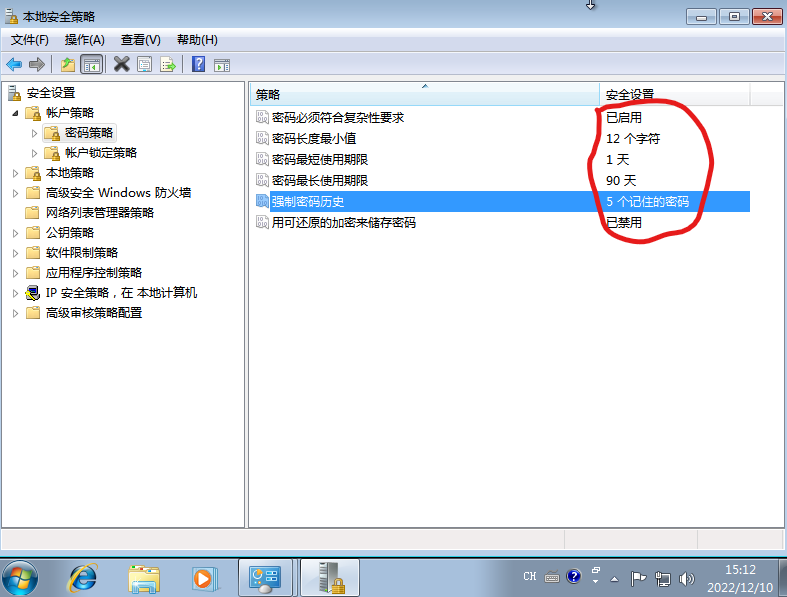 本地安全策略
文件(F) 操作(A) 查看(V) 帮助(H)
安全设置
帐户策略
密码策略
帐户锁定策略
本地策略
高级安全 Windows 防火墙
网络列表管理器策略
公钥策略
软件限制策略
应用程序控制策略
IP 安全策略，在 本地计算机
高级审核策略配置
策略 安全设置
密码必须符合复杂性要求 已启用
密码长度最小值 12 个字符
密码最短使用期限 1 天
密码最长使用期限 90 天
强制密码历史 5 个记住的密码
用可还原的加密来储存密码 已禁用
CH 15:12
2022/12/10